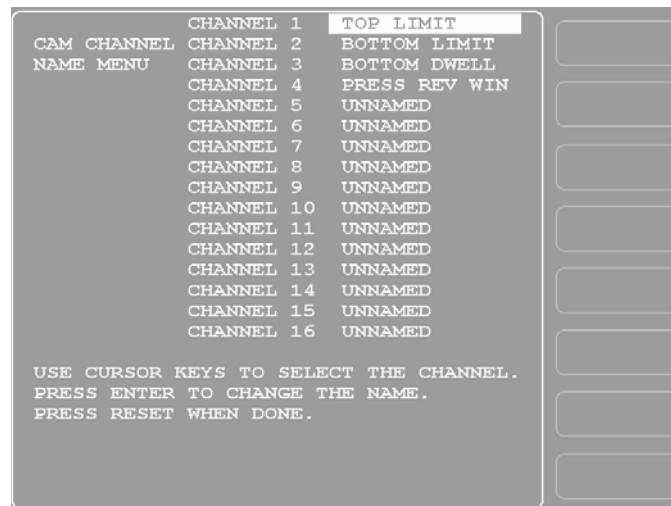 CHANNEL 1 TOP LIMIT
CAM CHANNEL CHANNEL 2 BOTTOM LIMIT
NAME MENU CHANNEL 3 BOTTOM DWELL
CHANNEL 4 PRESS REV WIN
CHANNEL 5 UNNAMED
CHANNEL 6 UNNAMED
CHANNEL 7 UNNAMED
CHANNEL 8 UNNAMED
CHANNEL 9 UNNAMED
CHANNEL 10 UNNAMED
CHANNEL 11 UNNAMED
CHANNEL 12 UNNAMED
CHANNEL 13 UNNAMED
CHANNEL 14 UNNAMED
CHANNEL 15 UNNAMED
CHANNEL 16 UNNAMED
USE CURSOR KEYS TO SELECT THE CHANNEL.
PRESS ENTER TO CHANGE THE NAME.
PRESS RESET WHEN DONE.